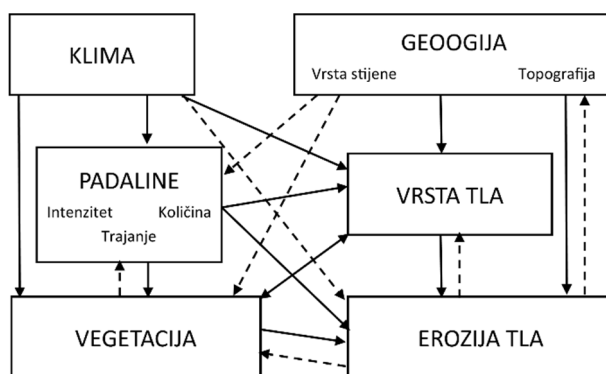 KLIMA
GEOOGIJA
Vrsta stijene Topografija
PADALINE
Intenzitet Količina
Trajanje
VRSTA TLA
VEGETACIJA
EROZIJA TLA